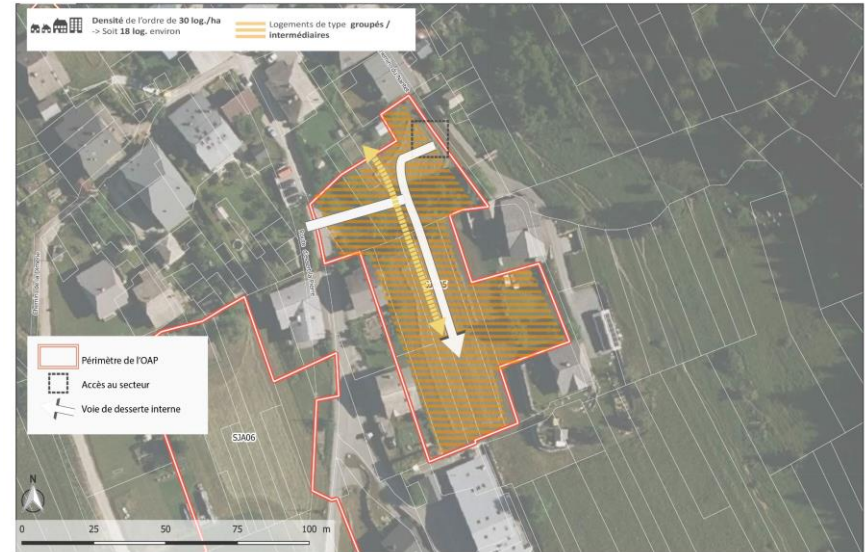 Densité de l'ordre de 30 log./ha
-> Soit 18 log. environ
Logements de type groupés /
intermédiaires
Périmètre de l'OAP
Accès au secteur
Voie de desserte interne
SJA06
N
0 25 50 75 100 m